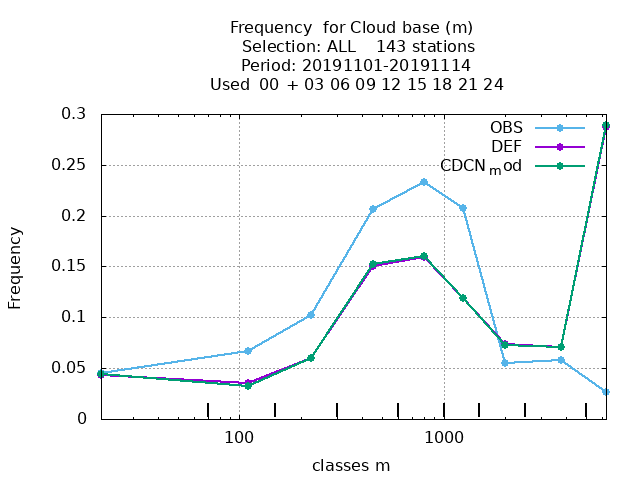 Frequency  for Cloud base (m)
Selection: ALL    143 stations
Period: 20191101-20191114
Used  00 + 03 06 09 12 15 18 21 24
OBS
DEF
CDCN_mod
0.3
0.25
0.2
0.15
0.1
0.05
0
Frequency
100
1000
classes m